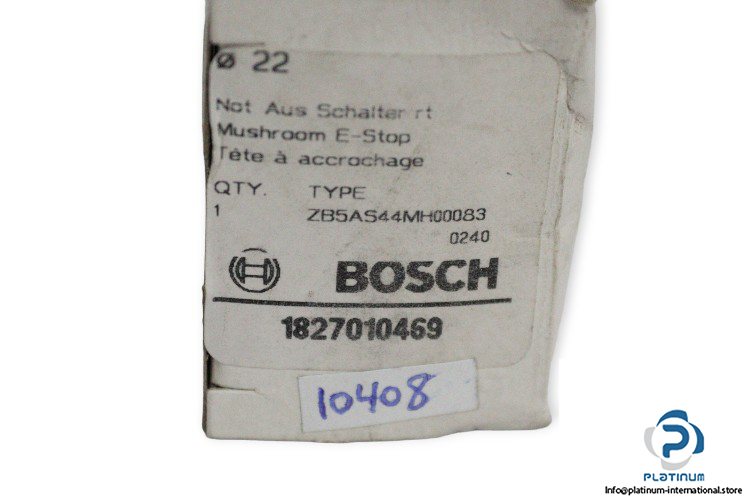 ø 22
Not Aus Schalter rt
Mushroom E-Stop
Tête à accrochage
QTY. TYPE
1 ZB5AS44MH00083
0240
BOSCH
1827010469
10408
PLATINUM
Info@platinum-international.store